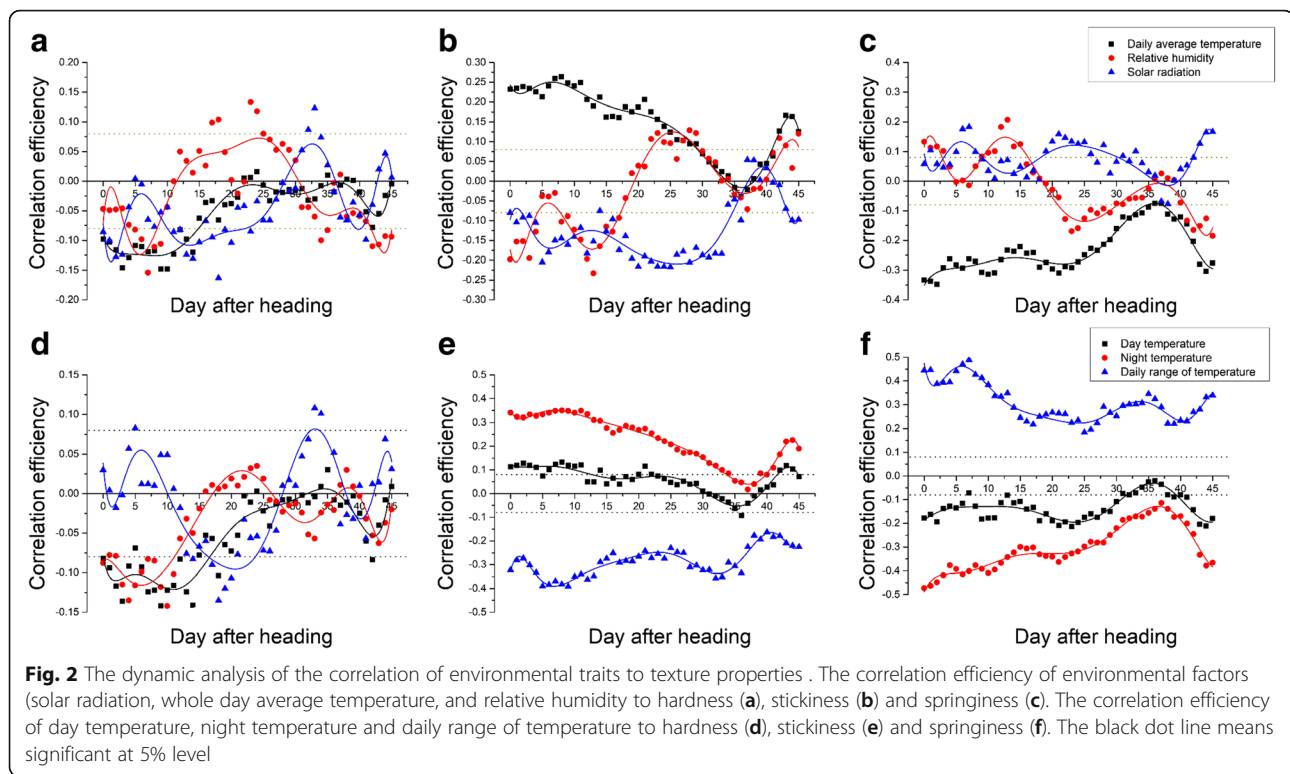 a
b
c
Daily average temperature
Relative humidity
Solar radiation
0.20
0.15
0.10
0.05
0.00
-0.05
-0.10
-0.15
-0.20
0 5 10 15 25 30 35 40 45
Correlation efficiency
Day after heading
0.30
0.25
0.20
0.15
0.10
0.05
0.00
-0.05
-0.10
-0.15
-0.20
-0.25
-0.30
0 5 10 15 20 25 30 35 40 45
Correlation efficiency
Day after heading
0.4
0.3
0.2
0.1
0.0
-0.1
-0.2
-0.3
-0.4
0 5 10 15 20 25 30 35 40 45
Correlation efficiency
Day after heading
d
e
f
Day temperature
Night temperature
Daily range of temperature
0.15
0.10
0.05
0.00
-0.05
-0.10
-0.15
0 5 10 15 20 25 30 35 40 45
Correlation efficiency
Day after heading
0.5
0.4
0.3
0.2
0.1
0.0
-0.1
-0.2
-0.3
-0.4
-0.5
0 5 10 15 20 25 30 35 40 45
Correlation efficiency
Day after heading
0.5
0.4
0.3
0.2
0.1
0.0
-0.1
-0.2
-0.3
-0.4
-0.5
0 5 10 15 20 25 30 35 40 45
Correlation efficiency
Day after heading
Fig. 2 The dynamic analysis of the correlation of environmental traits to texture properties . The correlation efficiency of environmental factors
(solar radiation, whole day average temperature, and relative humidity to hardness (a), stickiness (b) and springiness (c). The correlation efficiency
of day temperature, night temperature and daily range of temperature to hardness (d), stickiness (e) and springiness (f). The black dot line means
significant at 5% level